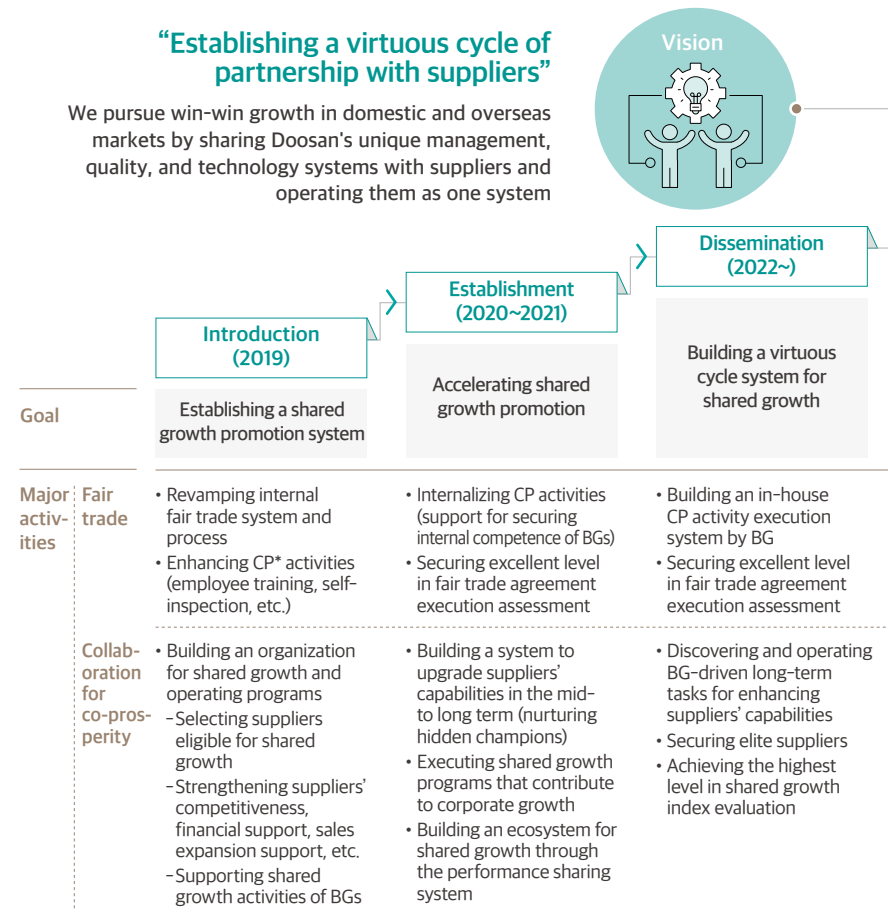 “Establishing a virtuous cycle of
partnership with suppliers”
We pursue win-win growth in domestic and overseas
markets by sharing Doosan's unique management,
quality, and technology systems with suppliers and
operating them as one system
Vision
Introduction
(2019)
Establishment
(2020~2021)
Dissemination
(2022~)
Goal
Establishing a shared
growth promotion system
Accelerating shared
growth promotion
Building a virtuous
cycle system for
shared growth
Major
activ-
ities
Fair
trade
• Revamping internal
fair trade system and
process
• Enhancing CP* activities
(employee training, self-
inspection, etc.)
• Internalizing CP activities
(support for securing
internal competence of BGs)
• Securing excellent level
in fair trade agreement
execution assessment
• Building an in-house
CP activity execution
system by BG
• Securing excellent level
in fair trade agreement
execution assessment
Collab-
oration
for
co-pros-
perity
• Building an organization
for shared growth and
operating programs
-Selecting suppliers
eligible for shared
growth
-Strengthening suppliers’
competitiveness,
financial support, sales
expansion support, etc.
-Supporting shared
growth activities of BGs
• Building a system to
upgrade suppliers’
capabilities in the mid-
to long term (nurturing
hidden champions)
• Executing shared growth
programs that contribute
to corporate growth
• Building an ecosystem for
shared growth through
the performance sharing
system
• Discovering and operating
BG-driven long-term
tasks for enhancing
suppliers’ capabilities
• Securing elite suppliers
• Achieving the highest
level in shared growth
index evaluation